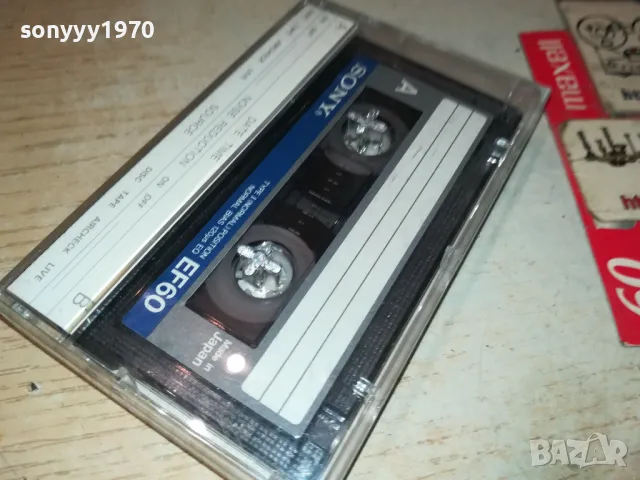 sonyyy1970
A
DATE TIME
NOISE REDUCTION ON OFF
SOURCE DISC TAPE AIRCHECK LIVE
B
SONY
A
TYPE I (NORMAL) POSITION
NORMAL BIAS 120μs EQ
EF60
Made in
Japan
maxell
60
BAZAR